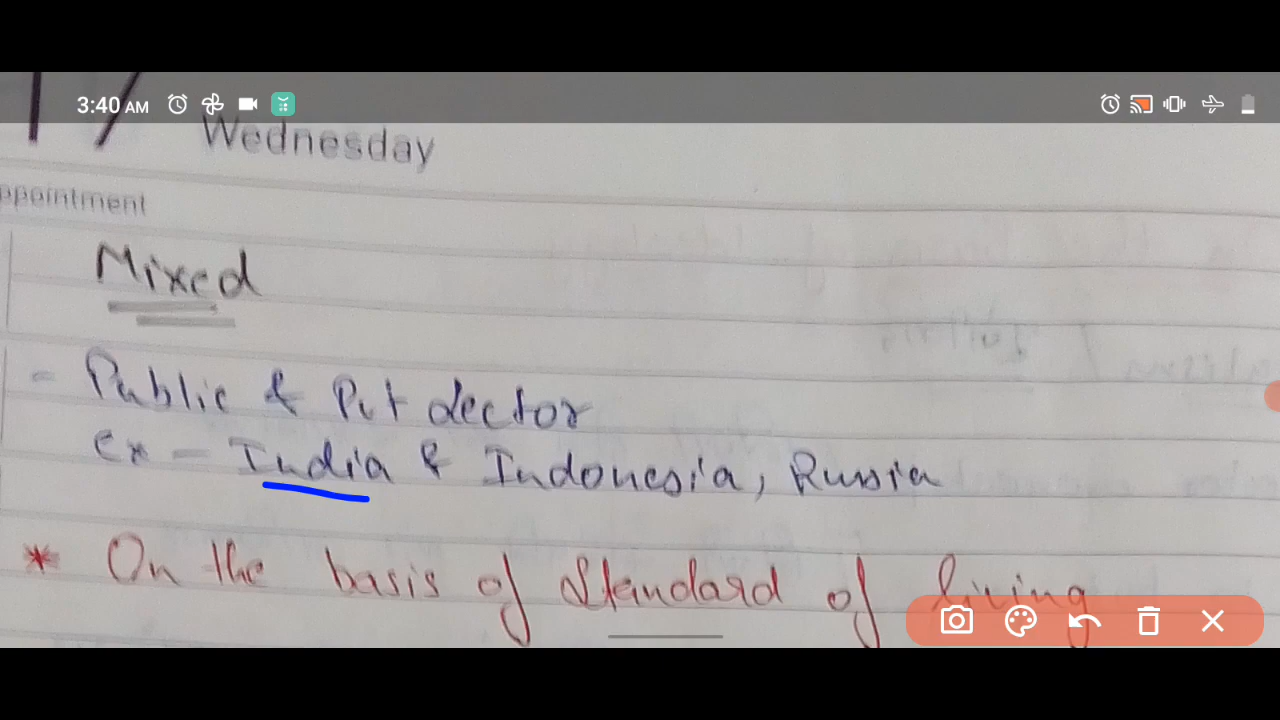 3:40 AM
Wednesday
ppointment
Mixed
- Public & Pvt sector
Ex - India & Indonesia, Russia
* On the basis of Standard of living